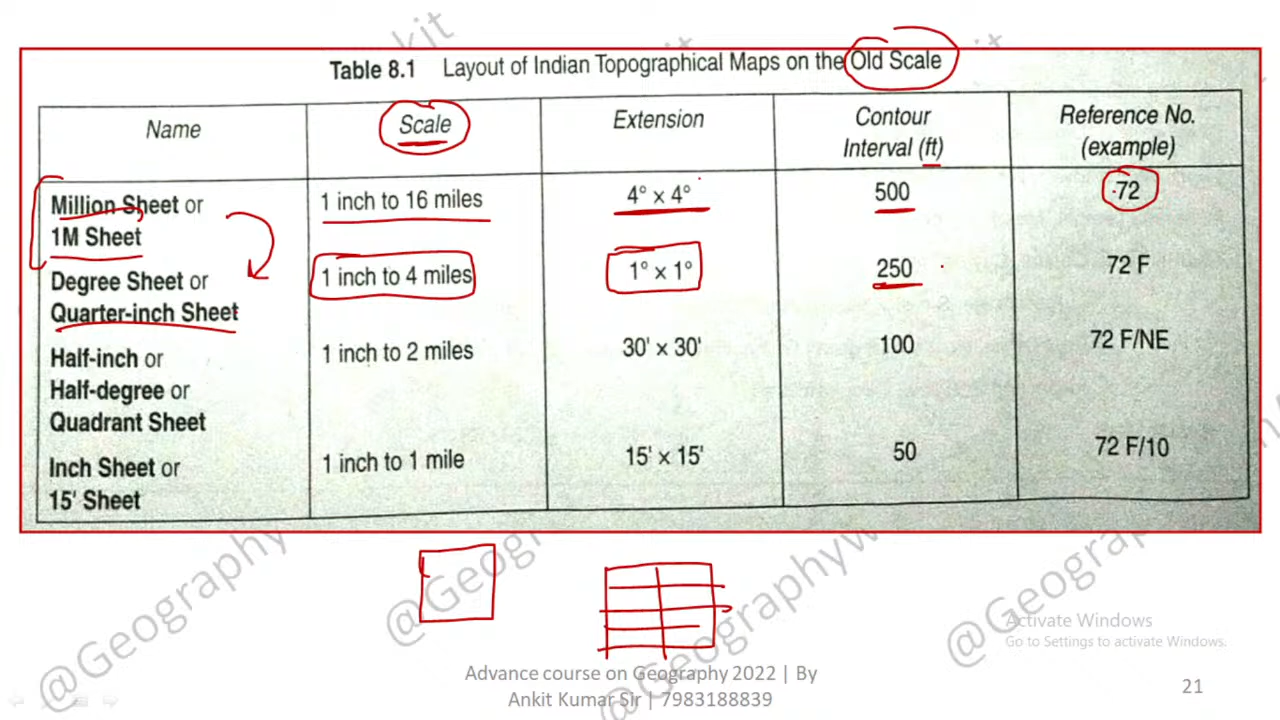 Table 8.1 Layout of Indian Topographical Maps on the Old Scale
Name Scale Extension Contour Interval (ft) Reference No. (example)
Million Sheet or 1 inch to 16 miles 4° × 4° 500 72
1M Sheet
Degree Sheet or 1 inch to 4 miles 1° × 1° 250 72 F
Quarter-inch Sheet
Half-inch or 1 inch to 2 miles 30' × 30' 100 72 F/NE
Half-degree or
Quadrant Sheet
Inch Sheet or 1 inch to 1 mile 15' × 15' 50 72 F/10
15' Sheet
@Geography
@Geography
@Geographyw
@Geography
Activate Windows
Go to Settings to activate Windows.
Advance course on Geography 2022 | By
Ankit Kumar Sir | 7983188839
21